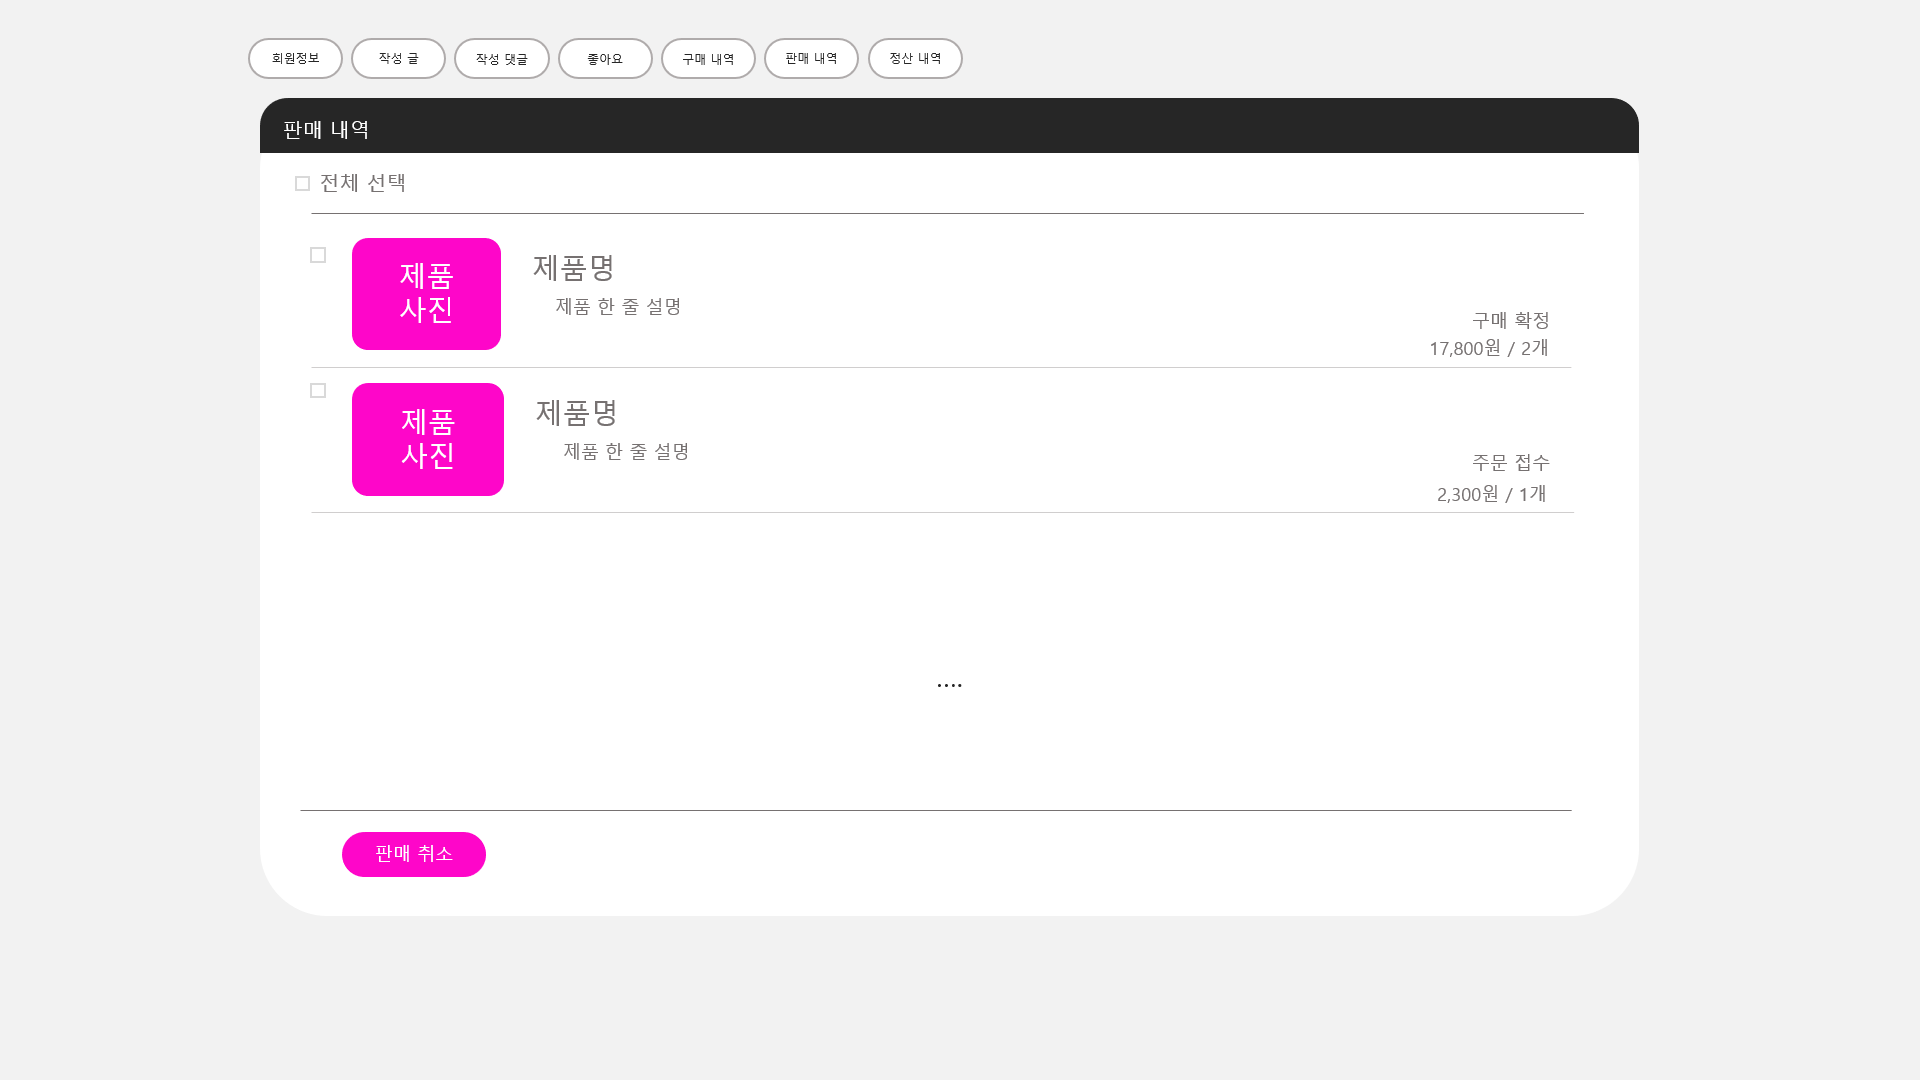 회원정보
작성 글
작성 댓글
좋아요
구매 내역
판매 내역
정산 내역
판매 내역
전체 선택
제품
사진
제품명
제품 한 줄 설명
구매 확정
17,800원 / 2개
제품
사진
제품명
제품 한 줄 설명
주문 접수
2,300원 / 1개
....
판매 취소